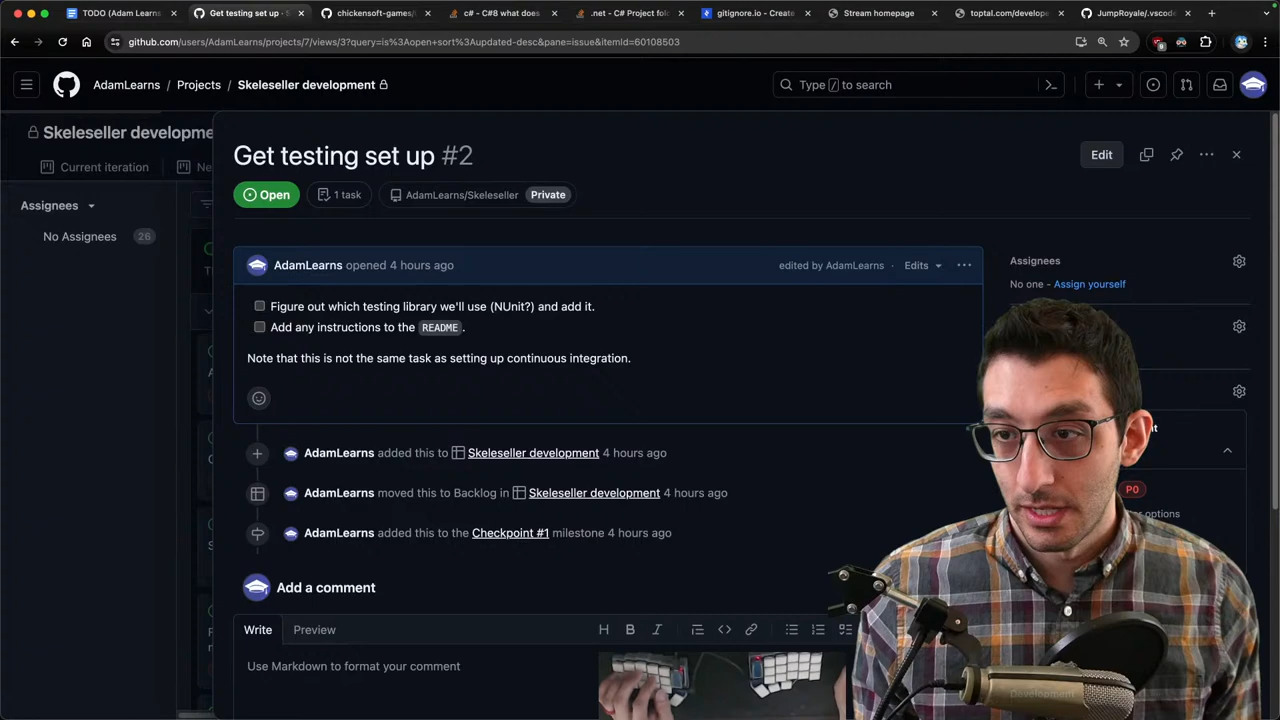 TODO (Adam Learns
Get testing set up ·
chickensoft-games/
c# - C#8 what does
.net - C# Project fol
gitignore.io - Create
Stream homepage
toptal.com/develope
JumpRoyale/.vscode
github.com/users/AdamLearns/projects/7/views/3?query=is%3Aopen+sort%3Aupdated-desc&pane=issue&itemId=60108503
AdamLearns / Projects / Skeleseller development
Type / to search
Skeleseller developme
Current iteration
Ne
Assignees
No Assignees 26
Get testing set up #2
Edit
Open
1 task
AdamLearns/Skeleseller Private
AdamLearns opened 4 hours ago
edited by AdamLearns · Edits
Figure out which testing library we'll use (NUnit?) and add it.
Add any instructions to the README.
Note that this is not the same task as setting up continuous integration.
AdamLearns added this to Skeleseller development 4 hours ago
AdamLearns moved this to Backlog in Skeleseller development 4 hours ago
AdamLearns added this to the Checkpoint #1 milestone 4 hours ago
Add a comment
Write
Preview
H B I
Use Markdown to format your comment
Assignees
No one - Assign yourself
P0
options
Development